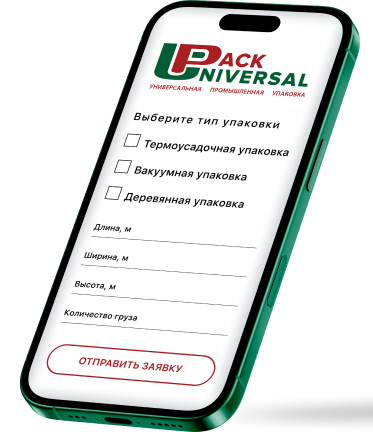 UPACK
UNIVERSAL
УНИВЕРСАЛЬНАЯ ПРОМЫШЛЕННАЯ УПАКОВКА
Выберите тип упаковки
Термоусадочная упаковка
Вакуумная упаковка
Деревянная упаковка
Длина, м
Ширина, м
Высота, м
Количество груза
ОТПРАВИТЬ ЗАЯВКУ